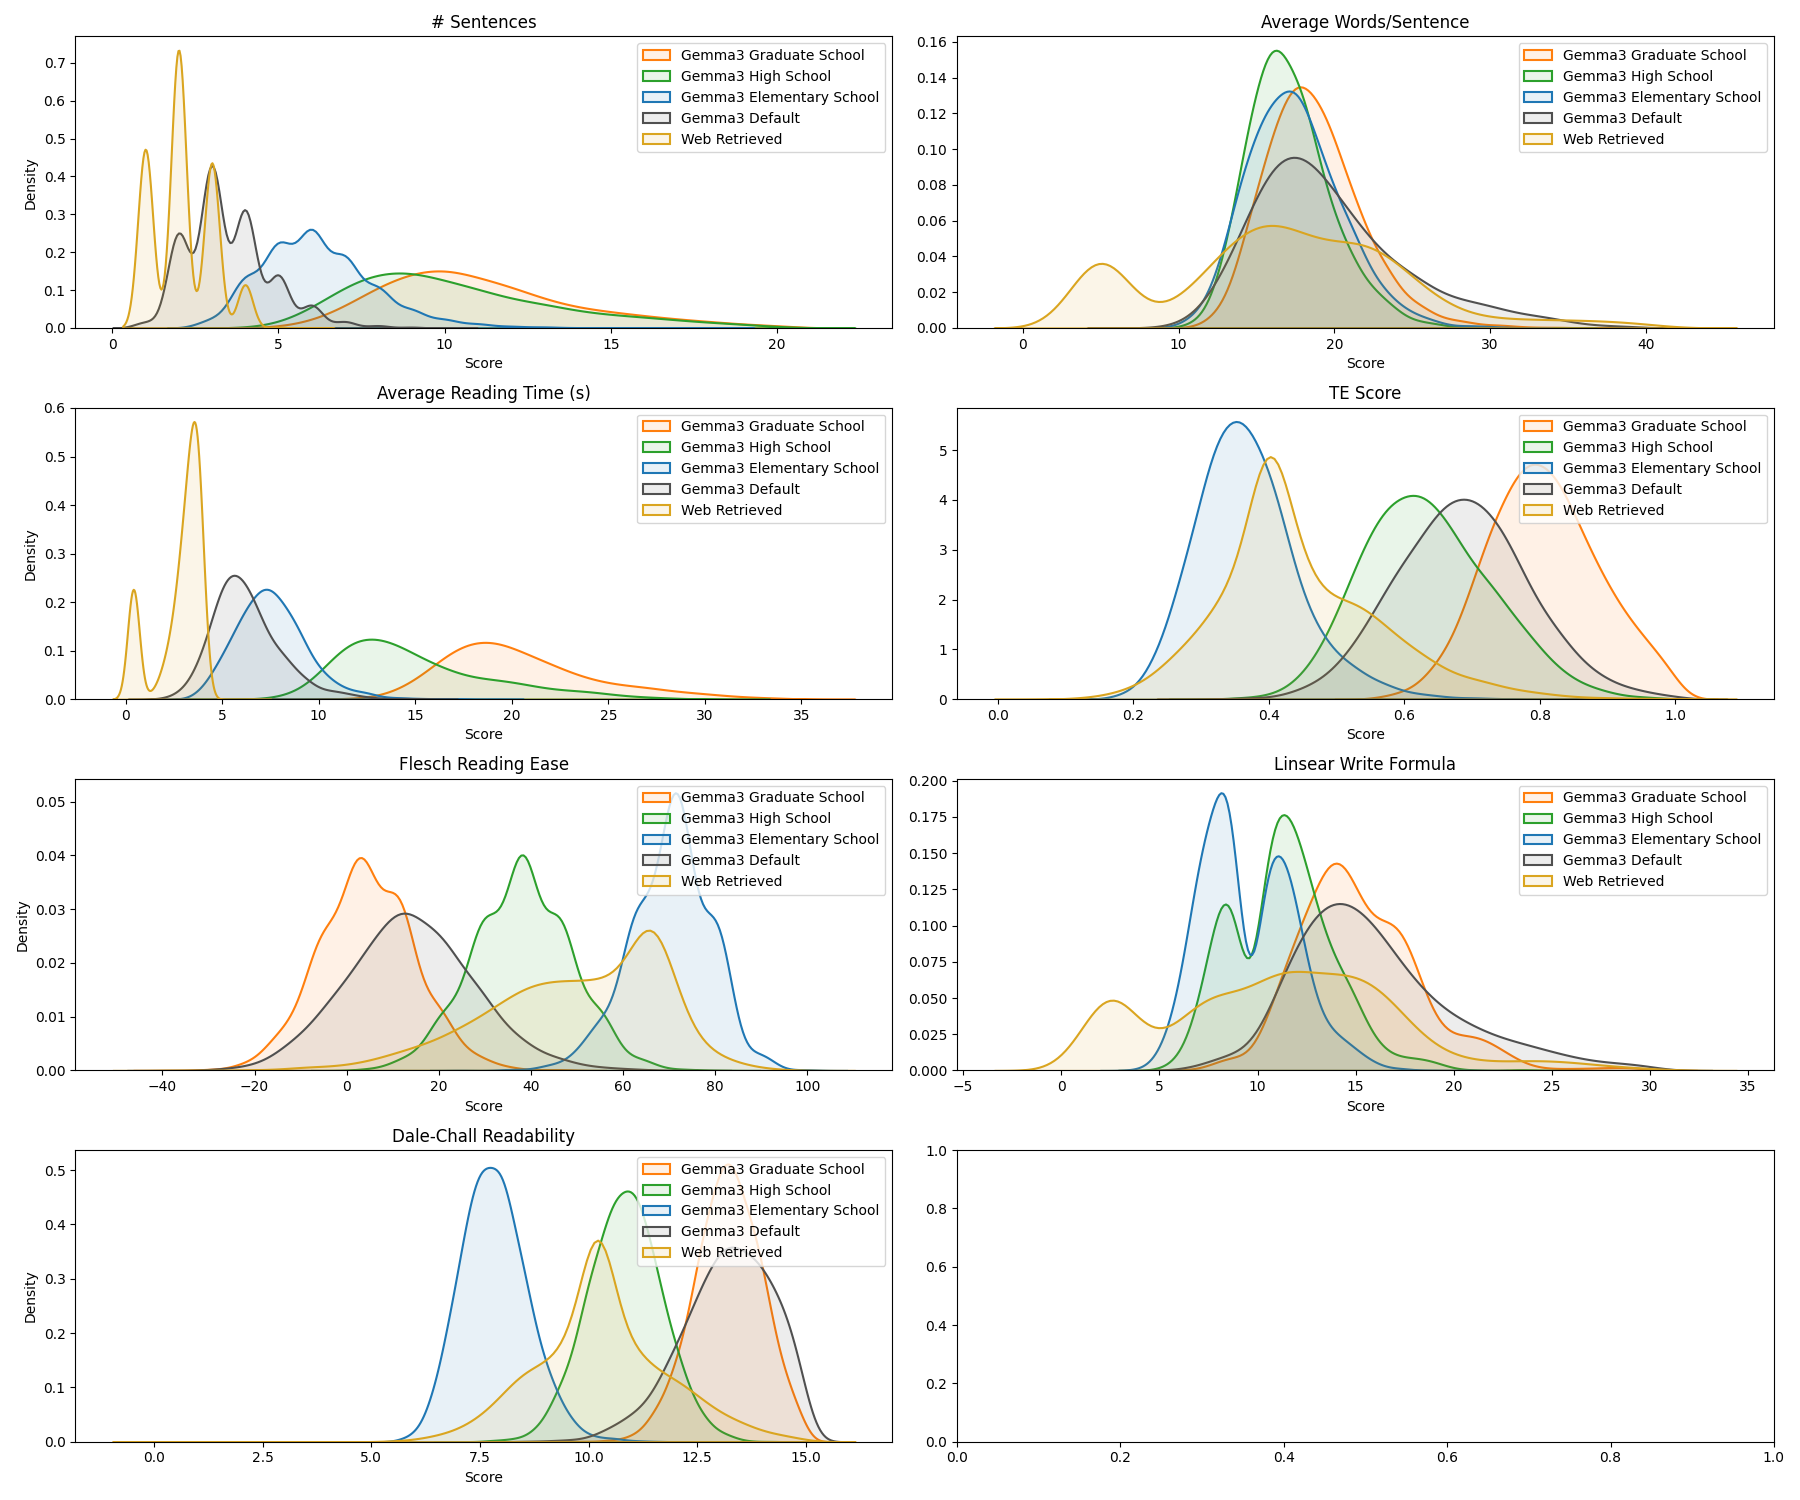 # Sentences
Density
0.7
0.6
0.5
0.4
0.3
0.2
0.1
0.0
0 5 10 15 20
Score
Gemma3 Graduate School
Gemma3 High School
Gemma3 Elementary School
Gemma3 Default
Web Retrieved
Average Words/Sentence
0.16
0.14
0.12
0.10
0.08
0.06
0.04
0.02
0.00
0 10 20 30 40
Score
Gemma3 Graduate School
Gemma3 High School
Gemma3 Elementary School
Gemma3 Default
Web Retrieved
Average Reading Time (s)
Density
0.6
0.5
0.4
0.3
0.2
0.1
0.0
0 5 10 15 20 25 30 35
Score
Gemma3 Graduate School
Gemma3 High School
Gemma3 Elementary School
Gemma3 Default
Web Retrieved
TE Score
5
4
3
2
1
0
0.0 0.2 0.4 0.6 0.8 1.0
Score
Gemma3 Graduate School
Gemma3 High School
Gemma3 Elementary School
Gemma3 Default
Web Retrieved
Flesch Reading Ease
Density
0.05
0.04
0.03
0.02
0.01
0.00
−40 −20 0 20 40 60 80 100
Score
Gemma3 Graduate School
Gemma3 High School
Gemma3 Elementary School
Gemma3 Default
Web Retrieved
Linsear Write Formula
0.200
0.175
0.150
0.125
0.100
0.075
0.050
0.025
0.000
−5 0 5 10 15 20 25 30 35
Score
Gemma3 Graduate School
Gemma3 High School
Gemma3 Elementary School
Gemma3 Default
Web Retrieved
Dale-Chall Readability
Density
0.5
0.4
0.3
0.2
0.1
0.0
0.0 2.5 5.0 7.5 10.0 12.5 15.0
Score
Gemma3 Graduate School
Gemma3 High School
Gemma3 Elementary School
Gemma3 Default
Web Retrieved
1.0
0.8
0.6
0.4
0.2
0.0
0.0 0.2 0.4 0.6 0.8 1.0